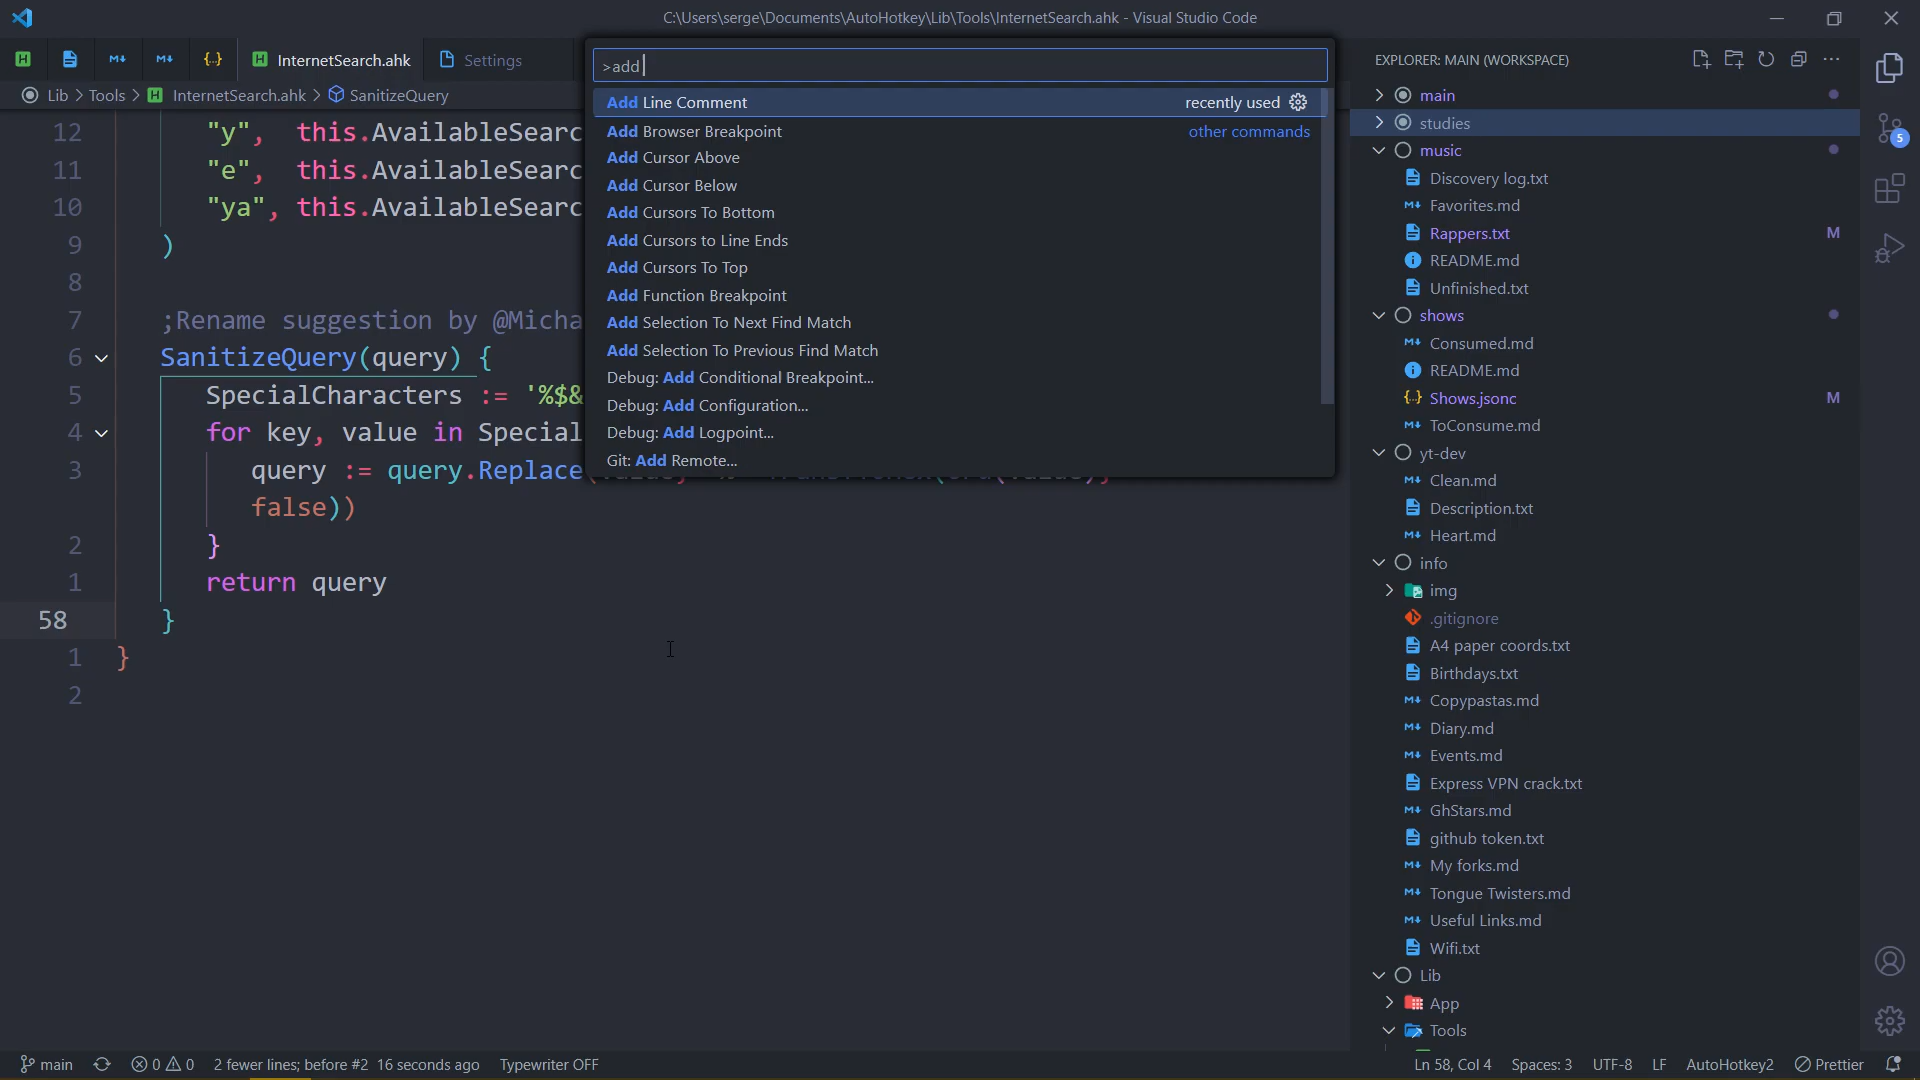 C:\Users\serge\Documents\AutoHotkey\Lib\Tools\InternetSearch.ahk - Visual Studio Code
InternetSearch.ahk
Settings
Lib > Tools > InternetSearch.ahk > SanitizeQuery
>add
Add Line Comment recently used
Add Browser Breakpoint other commands
Add Cursor Above
Add Cursor Below
Add Cursors To Bottom
Add Cursors to Line Ends
Add Cursors To Top
Add Function Breakpoint
Add Selection To Next Find Match
Add Selection To Previous Find Match
Debug: Add Conditional Breakpoint...
Debug: Add Configuration...
Debug: Add Logpoint...
Git: Add Remote...
12 "y", this.AvailableSearc
11 "e", this.AvailableSearc
10 "ya", this.AvailableSearc
9 )
8
7 ;Rename suggestion by @Micha
6 SanitizeQuery(query) {
5 SpecialCharacters := '%$&
4 for key, value in Special
3 query := query.Replace
false))
2 }
1 return query
58 }
1 }
2
EXPLORER: MAIN (WORKSPACE)
main
studies
music
Discovery log.txt
Favorites.md
Rappers.txt M
README.md
Unfinished.txt
shows
Consumed.md
README.md
Shows.jsonc M
ToConsume.md
yt-dev
Clean.md
Description.txt
Heart.md
info
img
.gitignore
A4 paper coords.txt
Birthdays.txt
Copypastas.md
Diary.md
Events.md
Express VPN crack.txt
GhStars.md
github token.txt
My forks.md
Tongue Twisters.md
Useful Links.md
Wifi.txt
Lib
App
Tools
5
main 0 0 2 fewer lines; before #2 16 seconds ago Typewriter OFF
Ln 58, Col 4 Spaces: 3 UTF-8 LF AutoHotkey2 Prettier